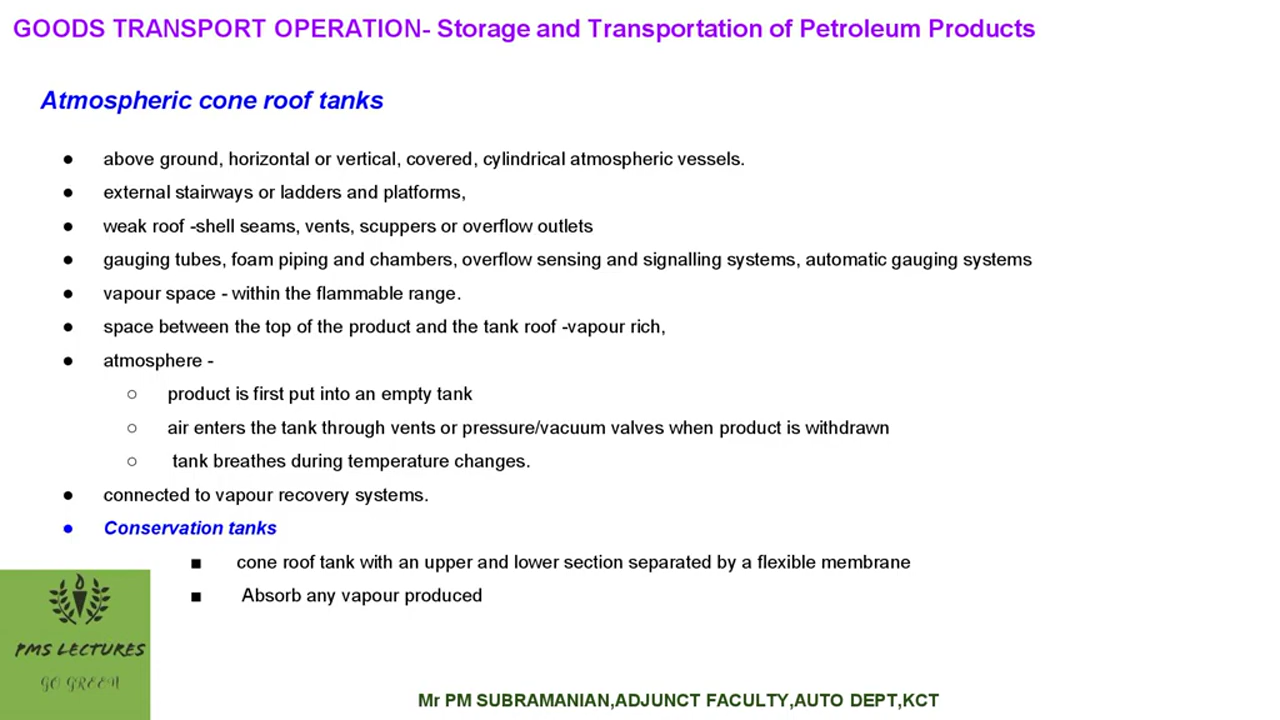 GOODS TRANSPORT OPERATION- Storage and Transportation of Petroleum Products
Atmospheric cone roof tanks
● above ground, horizontal or vertical, covered, cylindrical atmospheric vessels.
● external stairways or ladders and platforms,
● weak roof -shell seams, vents, scuppers or overflow outlets
● gauging tubes, foam piping and chambers, overflow sensing and signalling systems, automatic gauging systems
● vapour space - within the flammable range.
● space between the top of the product and the tank roof -vapour rich,
● atmosphere -
○ product is first put into an empty tank
○ air enters the tank through vents or pressure/vacuum valves when product is withdrawn
○ tank breathes during temperature changes.
● connected to vapour recovery systems.
● Conservation tanks
■ cone roof tank with an upper and lower section separated by a flexible membrane
■ Absorb any vapour produced
PMS LECTURES
GO GREEN
Mr PM SUBRAMANIAN,ADJUNCT FACULTY,AUTO DEPT,KCT